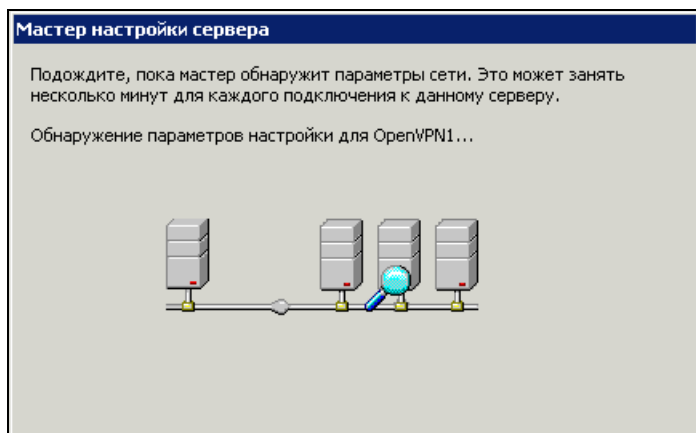 Мастер настройки сервера
Подождите, пока мастер обнаружит параметры сети. Это может занять
несколько минут для каждого подключения к данному серверу.
Обнаружение параметров настройки для OpenVPN1...